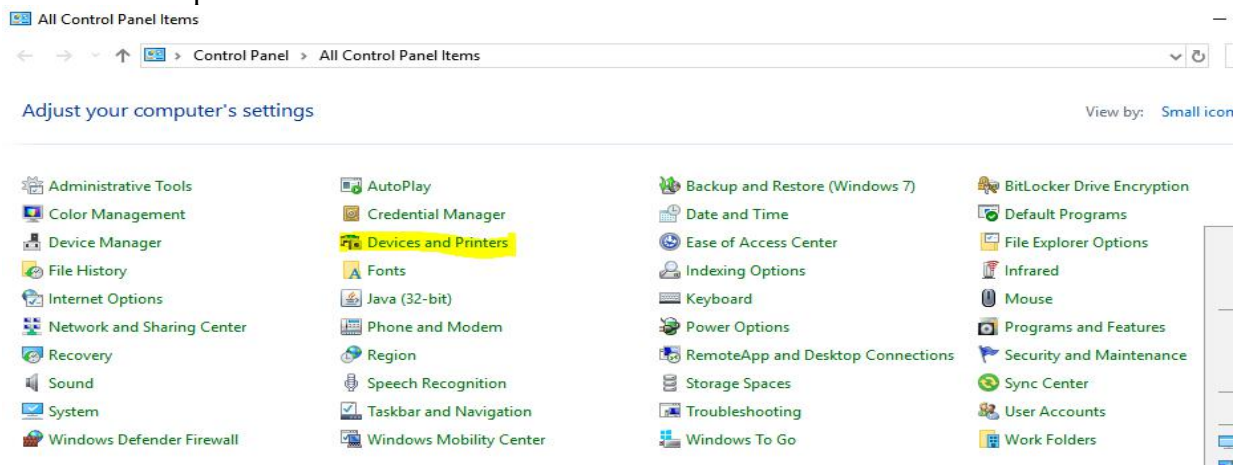 All Control Panel Items
Control Panel > All Control Panel Items
Adjust your computer's settings
View by: Small icon
Administrative Tools AutoPlay Backup and Restore (Windows 7) BitLocker Drive Encryption
Color Management Credential Manager Date and Time Default Programs
Device Manager Devices and Printers Ease of Access Center File Explorer Options
File History Fonts Indexing Options Infrared
Internet Options Java (32-bit) Keyboard Mouse
Network and Sharing Center Phone and Modem Power Options Programs and Features
Recovery Region RemoteApp and Desktop Connections Security and Maintenance
Sound Speech Recognition Storage Spaces Sync Center
System Taskbar and Navigation Troubleshooting User Accounts
Windows Defender Firewall Windows Mobility Center Windows To Go Work Folders